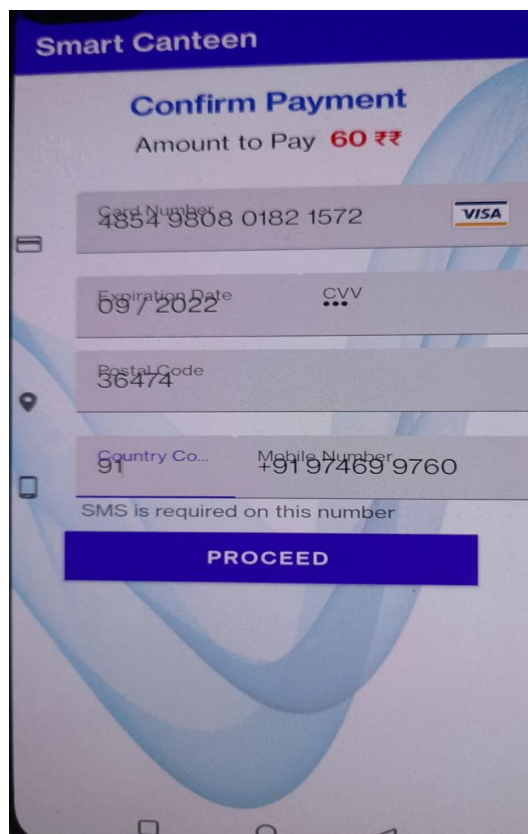 Smart Canteen
Confirm Payment
Amount to Pay 60 ₹₹
Card Number
4854 9808 0182 1572 VISA
Expiration Date CVV
09 / 2022 •••
Postal Code
36474
Country Co... Mobile Number
91 +91 97469 9760
SMS is required on this number
PROCEED